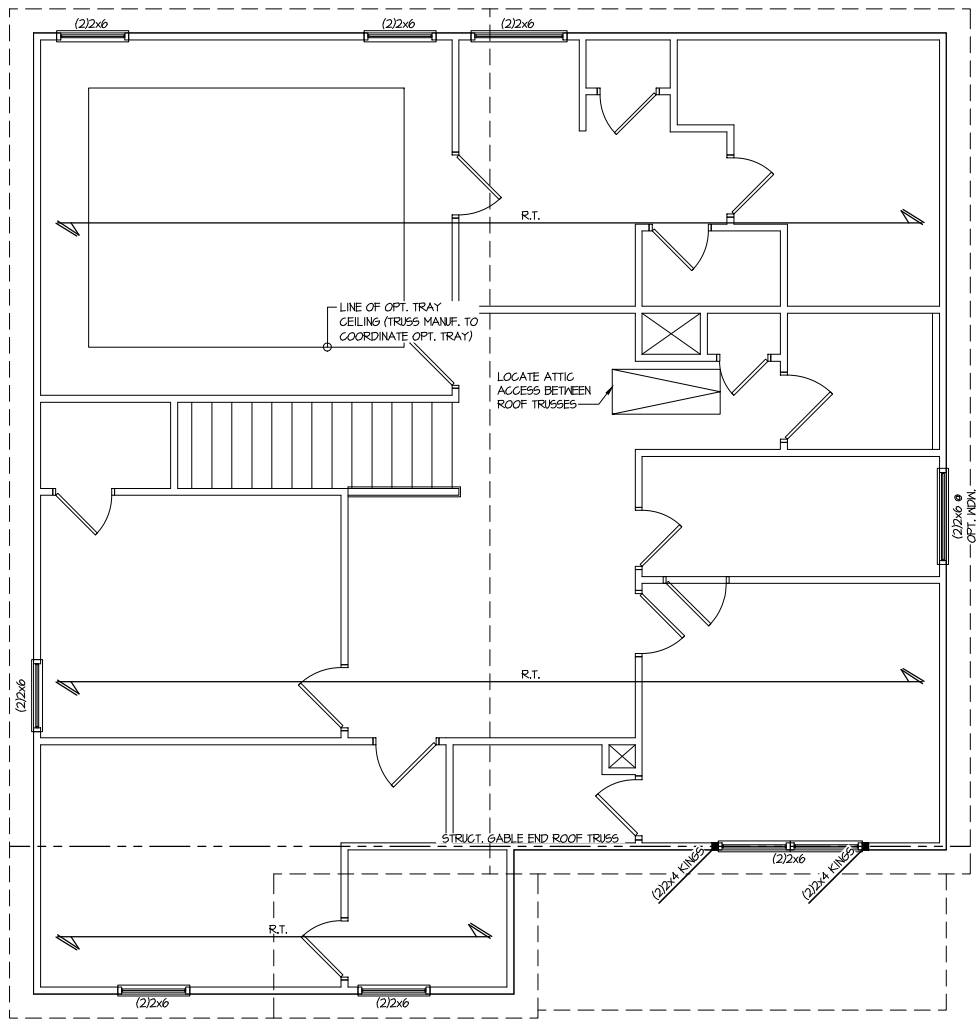 (2)2x6
(2)2x6
(2)2x6
R.T.
LINE OF OPT. TRAY
CEILING (TRUSS MANUF. TO
COORDINATE OPT. TRAY)
LOCATE ATTIC
ACCESS BETWEEN
ROOF TRUSSES
(2)2x6 @
OPT. WDW.
(2)2x6
R.T.
STRUCT. GABLE END ROOF TRUSS
(2)2x6
(2)2x4 KINGS
(2)2x4 KINGS
R.T.
(2)2x6
(2)2x6